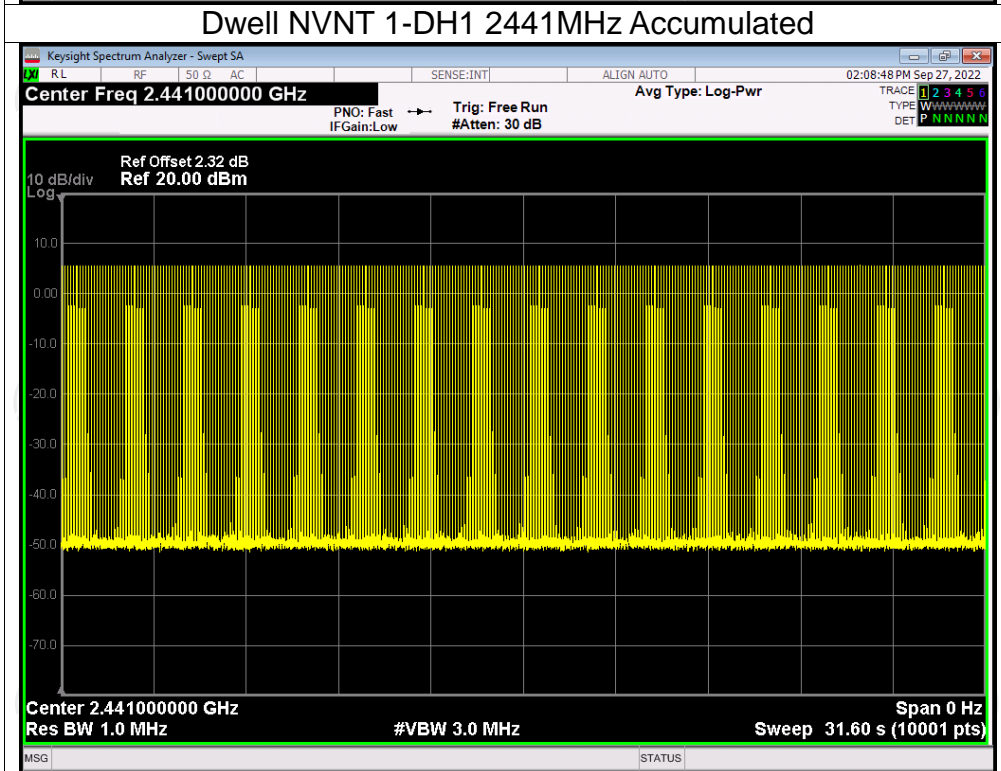 Dwell NVNT 1-DH1 2441MHz Accumulated
Keysight Spectrum Analyzer - Swept SA
LXI RL RF 50 Ω AC SENSE:INT ALIGN AUTO 02:08:48 PM Sep 27, 2022
Center Freq 2.441000000 GHz Avg Type: Log-Pwr TRACE 1 2 3 4 5 6
PNO: Fast Trig: Free Run TYPE WWWWWW
IFGain:Low #Atten: 30 dB DET P N N N N N
Ref Offset 2.32 dB
10 dB/div Ref 20.00 dBm
Log
10.0
0.00
-10.0
-20.0
-30.0
-40.0
-50.0
-60.0
-70.0
Center 2.441000000 GHz Span 0 Hz
Res BW 1.0 MHz #VBW 3.0 MHz Sweep 31.60 s (10001 pts)
MSG STATUS